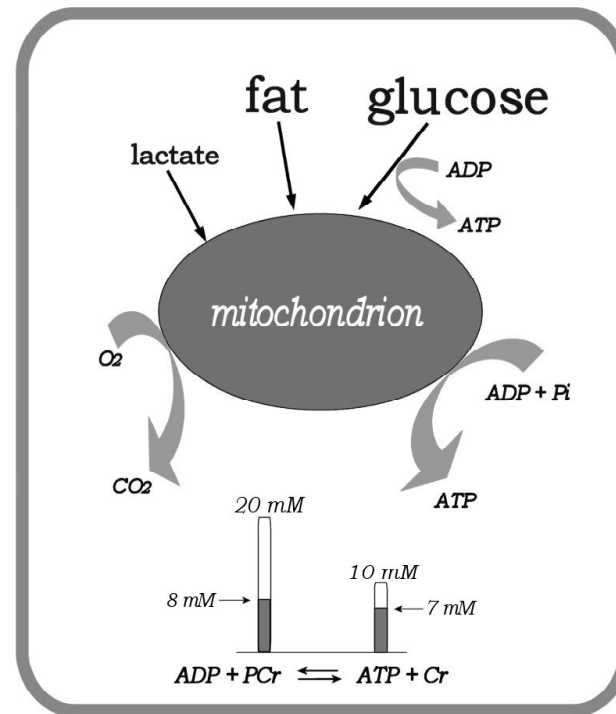 fat
glucose
lactate
ADP
ATP
mitochondrion
O2
ADP + Pi
CO2
ATP
20 mM
10 mM
8 mM
7 mM
ADP + PCr
ATP + Cr